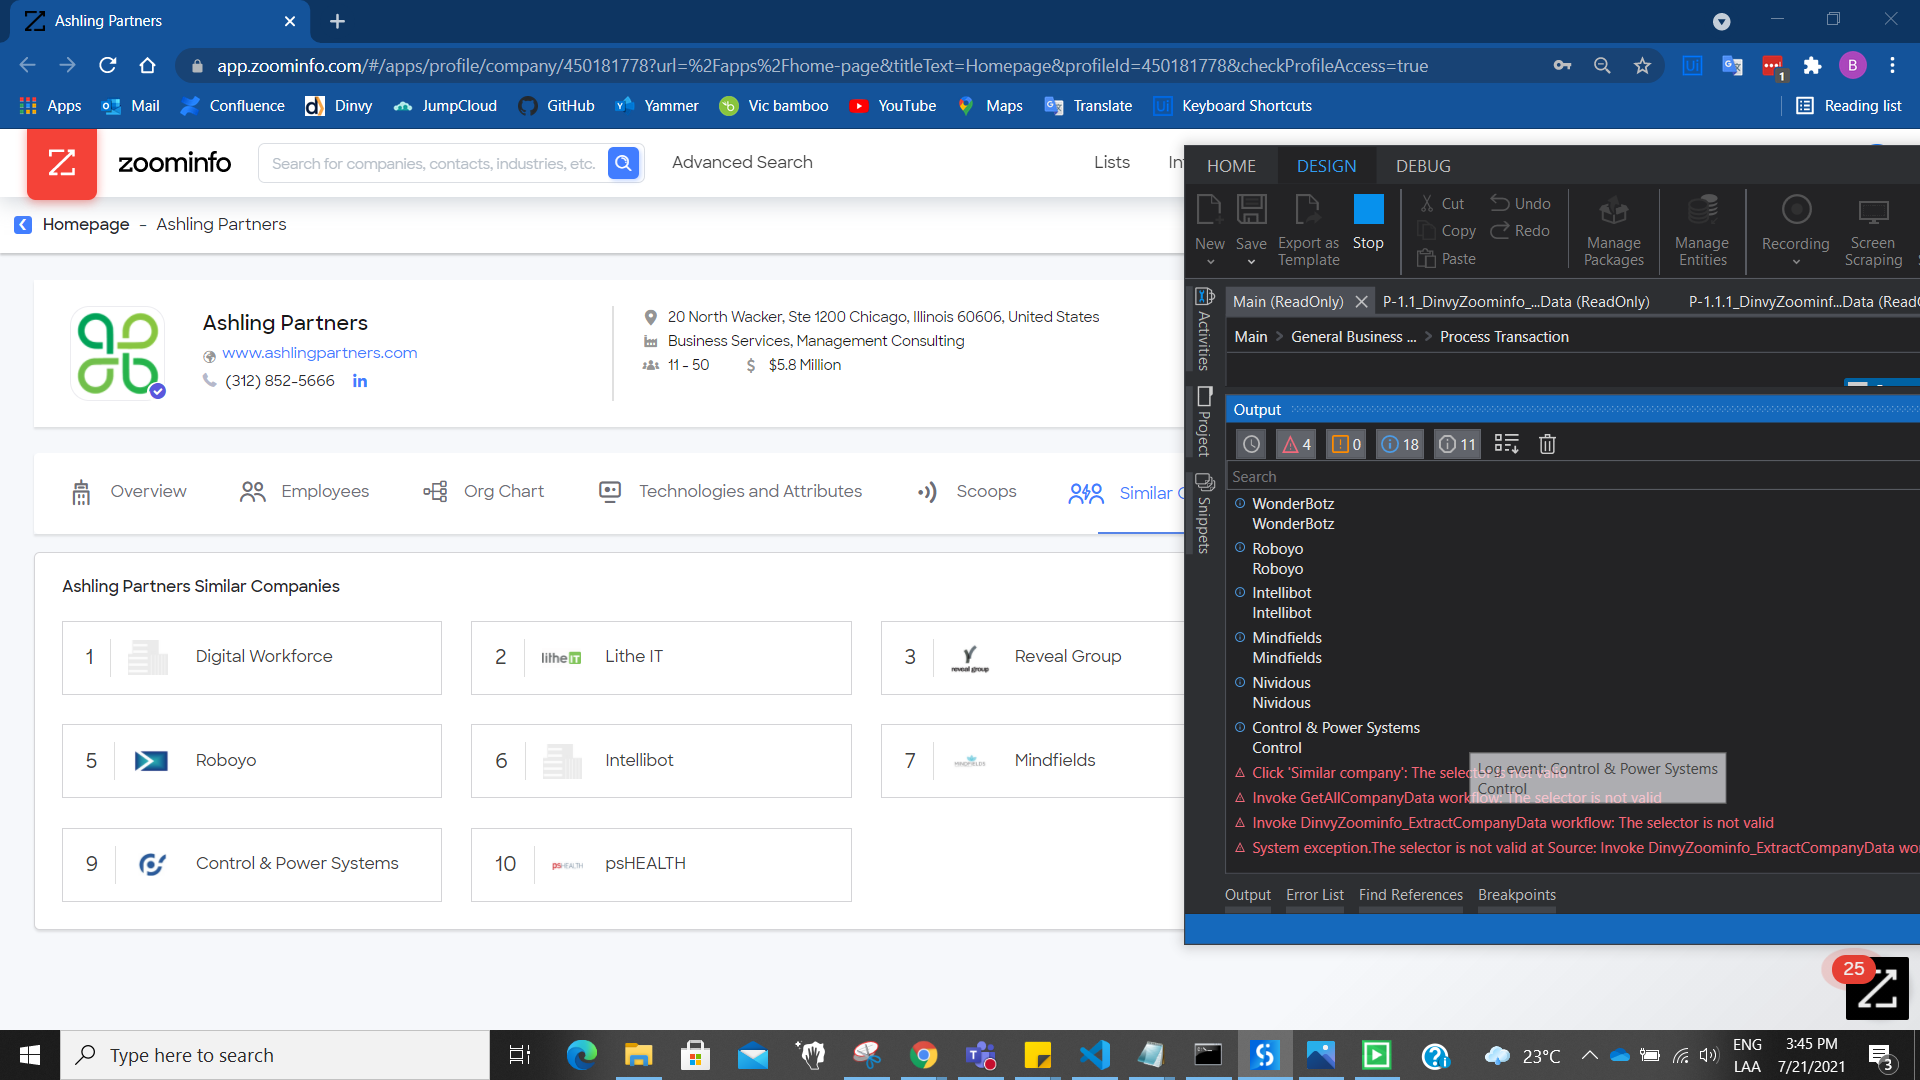 Ashling Partners
app.zoominfo.com/#/apps/profile/company/450181778?url=%2Fapps%2Fhome-page&titleText=Homepage&profileId=450181778&checkProfileAccess=true
1
B
Apps
Mail
Confluence
Dinvy
JumpCloud
GitHub
Yammer
Vic bamboo
YouTube
Maps
Translate
Keyboard Shortcuts
Reading list
zoominfo
Search for companies, contacts, industries, etc.
Advanced Search
Lists
Homepage - Ashling Partners
Ashling Partners
www.ashlingpartners.com
(312) 852-5666
in
20 North Wacker, Ste 1200 Chicago, Illinois 60606, United States
Business Services, Management Consulting
11 - 50
$ $5.8 Million
Overview
Employees
Org Chart
Technologies and Attributes
Scoops
Similar
Ashling Partners Similar Companies
1 Digital Workforce
2 litheIT Lithe IT
3 reveal group Reveal Group
5 Roboyo
6 Intellibot
7 MINDFIELDS Mindfields
9 Control & Power Systems
10 psHEALTH psHEALTH
HOME
DESIGN
DEBUG
New
Save
Export as Template
Stop
Cut
Copy
Paste
Undo
Redo
Manage Packages
Manage Entities
Recording
Screen Scraping
Activities
Project
Snippets
Main (ReadOnly)
P-1.1_DinvyZoominfo_...Data (ReadOnly)
P-1.1.1_DinvyZoominf...Data
Main > General Business ... > Process Transaction
Output
4
0
18
11
Search
WonderBotz
WonderBotz
Roboyo
Roboyo
Intellibot
Intellibot
Mindfields
Mindfields
Nividous
Nividous
Control & Power Systems
Control
Click 'Similar company': The selector is not valid
Invoke GetAllCompanyData workflow: The selector is not valid
Invoke DinvyZoominfo_ExtractCompanyData workflow: The selector is not valid
System exception.The selector is not valid at Source: Invoke DinvyZoominfo_ExtractCompanyData
Log event: Control & Power Systems
Control
Output
Error List
Find References
Breakpoints
25
Type here to search
23°C
ENG
LAA
3:45 PM
7/21/2021
3